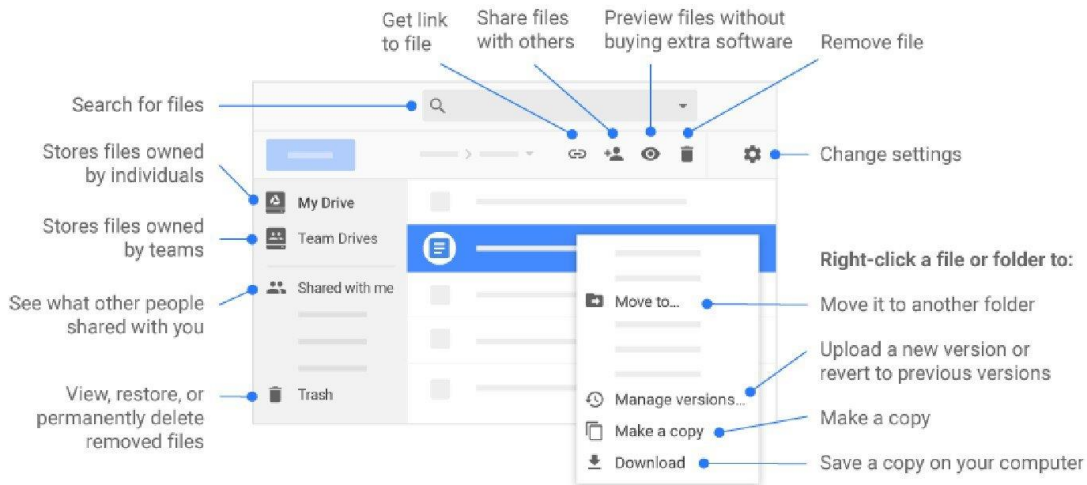 Get link
to file
Share files
with others
Preview files without
buying extra software
Remove file
Search for files
Change settings
Stores files owned
by individuals
My Drive
Stores files owned
by teams
Team Drives
Right-click a file or folder to:
See what other people
shared with you
Shared with me
Move to...
Move it to another folder
Upload a new version or
revert to previous versions
View, restore, or
permanently delete
removed files
Trash
Manage versions...
Make a copy
Make a copy
Download
Save a copy on your computer